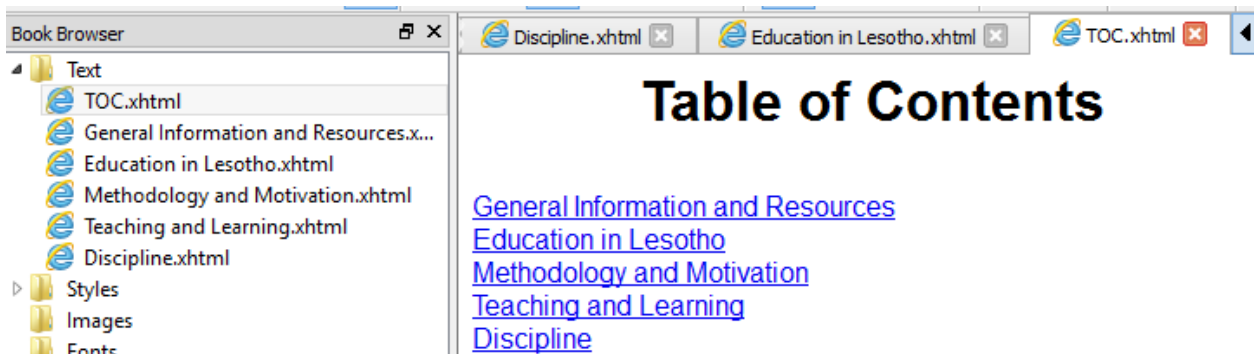 Book Browser
Text
TOC.xhtml
General Information and Resources.x...
Education in Lesotho.xhtml
Methodology and Motivation.xhtml
Teaching and Learning.xhtml
Discipline.xhtml
Styles
Images
Fonts
Discipline.xhtml Education in Lesotho.xhtml TOC.xhtml
Table of Contents
General Information and Resources
Education in Lesotho
Methodology and Motivation
Teaching and Learning
Discipline